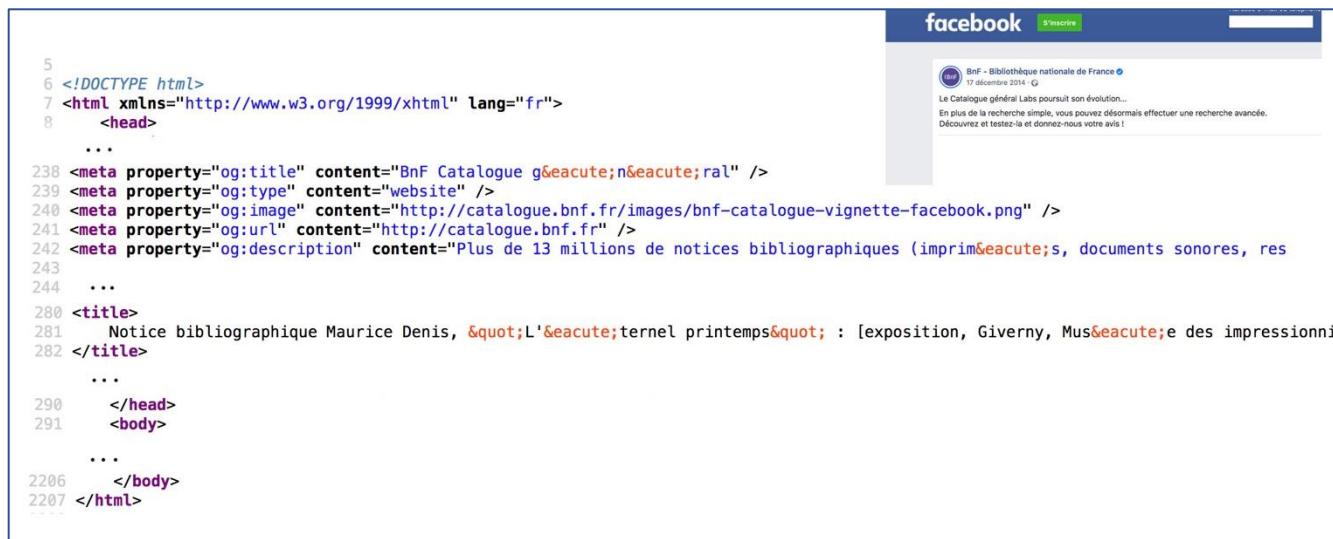 facebook
S'inscrire
BnF - Bibliothèque nationale de France
17 décembre 2014 ·
Le Catalogue général Labs poursuit son évolution...
En plus de la recherche simple, vous pouvez désormais effectuer une recherche avancée.
Découvrez et testez-la et donnez-nous votre avis !
5
6 <!DOCTYPE html>
7 <html xmlns="http://www.w3.org/1999/xhtml" lang="fr">
8 <head>
...
238 <meta property="og:title" content="BnF Catalogue g&eacute;n&eacute;ral" />
239 <meta property="og:type" content="website" />
240 <meta property="og:image" content="http://catalogue.bnf.fr/images/bnf-catalogue-vignette-facebook.png" />
241 <meta property="og:url" content="http://catalogue.bnf.fr" />
242 <meta property="og:description" content="Plus de 13 millions de notices bibliographiques (imprim&eacute;s, documents sonores, res
243
244 ...
280 <title>
281 Notice bibliographique Maurice Denis, &quot;L'&eacute;ternel printemps&quot; : [exposition, Giverny, Mus&eacute;e des impressionni
282 </title>
...
290 </head>
291 <body>
...
2206 </body>
2207 </html>